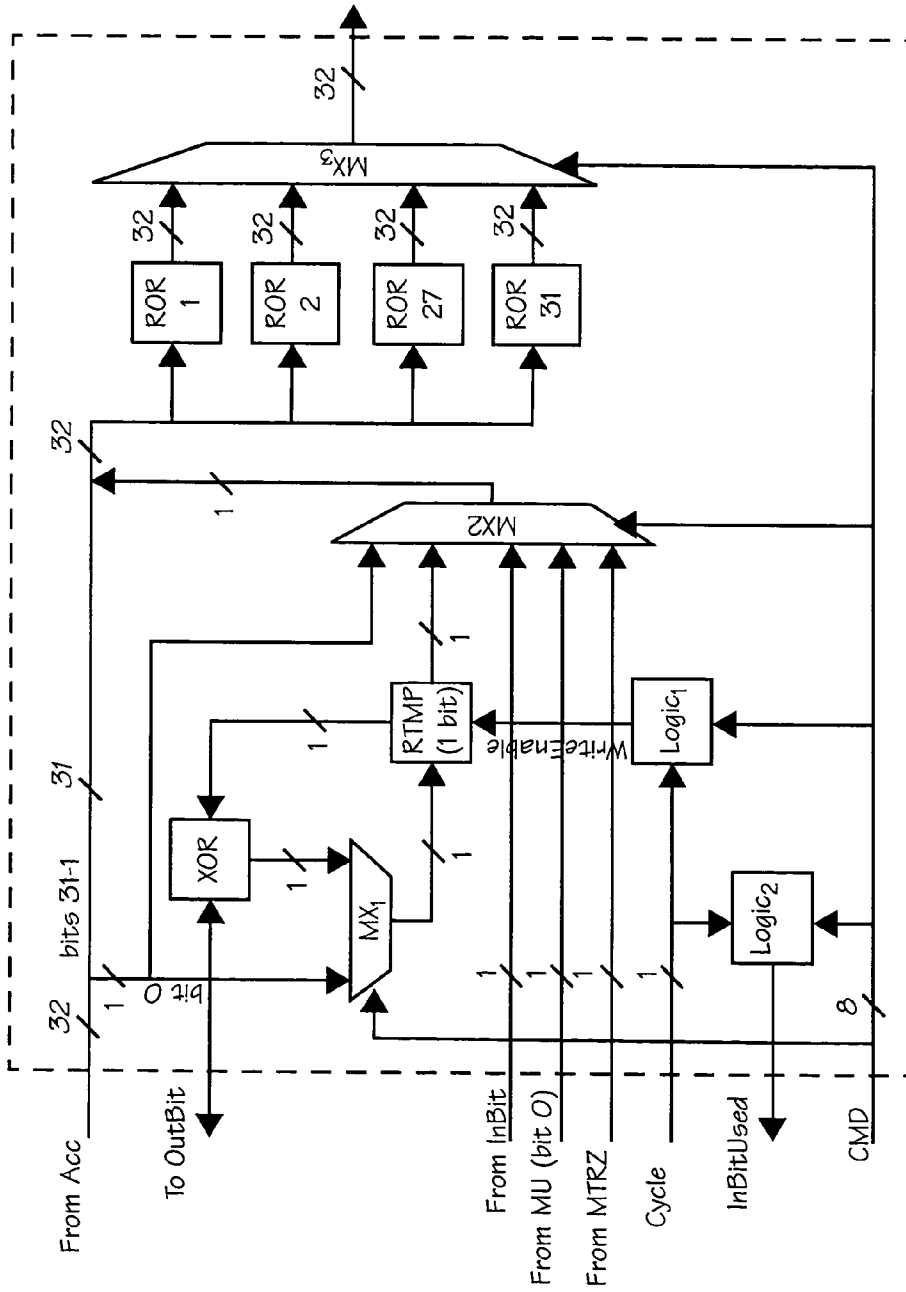 From Acc
32
bits 31-1
31
32
1
bit 0
To OutBit
XOR
1
1
MX1
1
RTMP
(1 bit)
1
WriteEnable
MX2
1
ROR
1
32
ROR
2
32
ROR
27
32
ROR
31
32
MX3
32
From InBit
1
From MU (bit 0)
1
From MTRZ
1
Cycle
1
Logic1
Logic2
InBitUsed
CMD
8